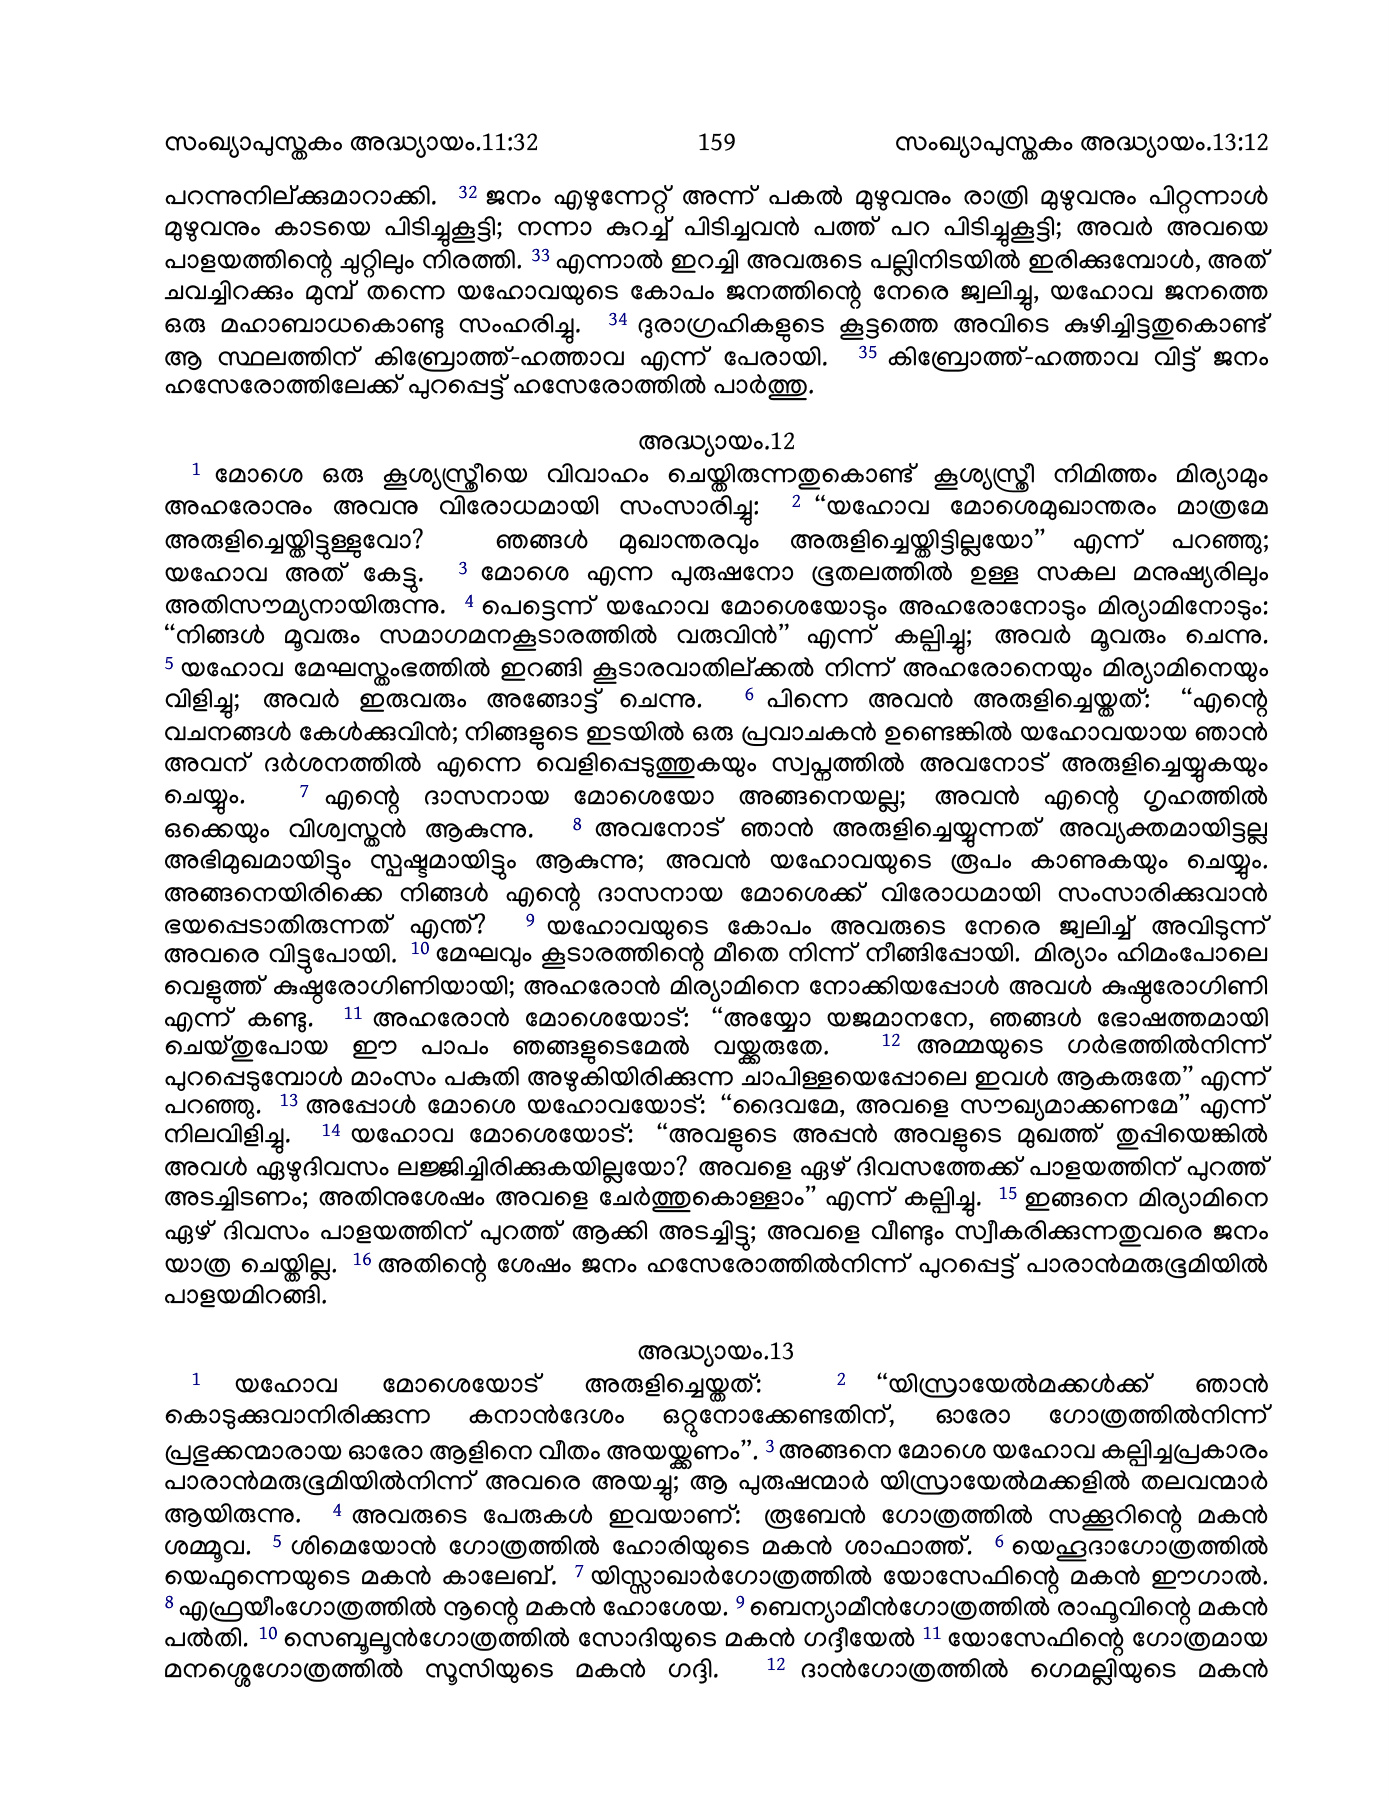 സംഖ്യാപുസ്തകം അദ്ധ്യായം.11:32 159 സംഖ്യാപുസ്തകം അദ്ധ്യായം.13:12
പറന്നുനില്ക്കുമാറാക്കി. 32 ജനം എഴുന്നേറ്റ് അന്ന് പകൽ മുഴുവനും രാത്രി മുഴുവനും പിറ്റന്നാൾ
മുഴുവനും കാടയെ പിടിച്ചുകൂട്ടി; നന്നാ കുറച്ച് പിടിച്ചവൻ പത്ത് പറ പിടിച്ചുകൂട്ടി; അവർ അവയെ
പാളയത്തിന്റെ ചുറ്റിലും നിരത്തി. 33 എന്നാൽ ഇറച്ചി അവരുടെ പല്ലിനിടയിൽ ഇരിക്കുമ്പോൾ, അത്
ചവച്ചിറക്കും മുമ്പ് തന്നെ യഹോവയുടെ കോപം ജനത്തിന്റെ നേരെ ജ്വലിച്ചു, യഹോവ ജനത്തെ
ഒരു മഹാബാധകൊണ്ടു സംഹരിച്ചു. 34 ദുരാഗ്രഹികളുടെ കൂട്ടത്തെ അവിടെ കുഴിച്ചിട്ടതുകൊണ്ട്
ആ സ്ഥലത്തിന് കിബ്രോത്ത്-ഹത്താവ എന്ന് പേരായി. 35 കിബ്രോത്ത്-ഹത്താവ വിട്ട് ജനം
ഹസേരോത്തിലേക്ക് പുറപ്പെട്ട് ഹസേരോത്തിൽ പാർത്തു.
അദ്ധ്യായം.12
1 മോശെ ഒരു കൂശ്യസ്ത്രീയെ വിവാഹം ചെയ്തിരുന്നതുകൊണ്ട് കൂശ്യസ്ത്രീ നിമിത്തം മിര്യാമും
അഹരോനും അവനു വിരോധമായി സംസാരിച്ചു: 2 “യഹോവ മോശെമുഖാന്തരം മാത്രമേ
അരുളിച്ചെയ്തിട്ടുള്ളുവോ? ഞങ്ങൾ മുഖാന്തരവും അരുളിച്ചെയ്തിട്ടില്ലയോ” എന്ന് പറഞ്ഞു;
യഹോവ അത് കേട്ടു. 3 മോശെ എന്ന പുരുഷനോ ഭൂതലത്തിൽ ഉള്ള സകല മനുഷ്യരിലും
അതിസൗമ്യനായിരുന്നു. 4 പെട്ടെന്ന് യഹോവ മോശെയോടും അഹരോനോടും മിര്യാമിനോടും:
“നിങ്ങൾ മൂവരും സമാഗമനകൂടാരത്തിൽ വരുവിൻ” എന്ന് കല്പിച്ചു; അവർ മൂവരും ചെന്നു.
5 യഹോവ മേഘസ്തംഭത്തിൽ ഇറങ്ങി കൂടാരവാതില്ക്കൽ നിന്ന് അഹരോനെയും മിര്യാമിനെയും
വിളിച്ചു; അവർ ഇരുവരും അങ്ങോട്ട് ചെന്നു. 6 പിന്നെ അവൻ അരുളിച്ചെയ്തത്: “എന്റെ
വചനങ്ങൾ കേൾക്കുവിൻ; നിങ്ങളുടെ ഇടയിൽ ഒരു പ്രവാചകൻ ഉണ്ടെങ്കിൽ യഹോവയായ ഞാൻ
അവന് ദർശനത്തിൽ എന്നെ വെളിപ്പെടുത്തുകയും സ്വപ്നത്തിൽ അവനോട് അരുളിച്ചെയ്യുകയും
ചെയ്യും. 7 എന്റെ ദാസനായ മോശെയോ അങ്ങനെയല്ല; അവൻ എന്റെ ഗൃഹത്തിൽ
ഒക്കെയും വിശ്വസ്തൻ ആകുന്നു. 8 അവനോട് ഞാൻ അരുളിച്ചെയ്യുന്നത് അവ്യക്തമായിട്ടല്ല
അഭിമുഖമായിട്ടും സ്പഷ്ടമായിട്ടും ആകുന്നു; അവൻ യഹോവയുടെ രൂപം കാണുകയും ചെയ്യും.
അങ്ങനെയിരിക്കെ നിങ്ങൾ എന്റെ ദാസനായ മോശെക്ക് വിരോധമായി സംസാരിക്കുവാൻ
ഭയപ്പെടാതിരുന്നത് എന്ത്? 9 യഹോവയുടെ കോപം അവരുടെ നേരെ ജ്വലിച്ച് അവിടുന്ന്
അവരെ വിട്ടുപോയി. 10 മേഘവും കൂടാരത്തിന്റെ മീതെ നിന്ന് നീങ്ങിപ്പോയി. മിര്യാം ഹിമംപോലെ
വെളുത്ത് കുഷ്ഠരോഗിണിയായി; അഹരോൻ മിര്യാമിനെ നോക്കിയപ്പോൾ അവൾ കുഷ്ഠരോഗിണി
എന്ന് കണ്ടു. 11 അഹരോൻ മോശെയോട്: “അയ്യോ യജമാനനേ, ഞങ്ങൾ ഭോഷത്തമായി
ചെയ്തുപോയ ഈ പാപം ഞങ്ങളുടെമേൽ വയ്ക്കരുതേ. 12 അമ്മയുടെ ഗർഭത്തിൽനിന്ന്
പുറപ്പെടുമ്പോൾ മാംസം പകുതി അഴുകിയിരിക്കുന്ന ചാപിള്ളയെപ്പോലെ ഇവൾ ആകരുതേ” എന്ന്
പറഞ്ഞു. 13 അപ്പോൾ മോശെ യഹോവയോട്: “ദൈവമേ, അവളെ സൗഖ്യമാക്കണമേ” എന്ന്
നിലവിളിച്ചു. 14 യഹോവ മോശെയോട്: “അവളുടെ അപ്പൻ അവളുടെ മുഖത്ത് തുപ്പിയെങ്കിൽ
അവൾ ഏഴുദിവസം ലജ്ജിച്ചിരിക്കുകയില്ലയോ? അവളെ ഏഴ് ദിവസത്തേക്ക് പാളയത്തിന് പുറത്ത്
അടച്ചിടണം; അതിനുശേഷം അവളെ ചേർത്തുകൊള്ളാം” എന്ന് കല്പിച്ചു. 15 ഇങ്ങനെ മിര്യാമിനെ
ഏഴ് ദിവസം പാളയത്തിന് പുറത്ത് ആക്കി അടച്ചിട്ടു; അവളെ വീണ്ടും സ്വീകരിക്കുന്നതുവരെ ജനം
യാത്ര ചെയ്തില്ല. 16 അതിന്റെ ശേഷം ജനം ഹസേരോത്തിൽനിന്ന് പുറപ്പെട്ട് പാരാൻമരുഭൂമിയിൽ
പാളയമിറങ്ങി.
അദ്ധ്യായം.13
1 യഹോവ മോശെയോട് അരുളിച്ചെയ്തത്: 2 “യിസ്രായേൽമക്കൾക്ക് ഞാൻ
കൊടുക്കുവാനിരിക്കുന്ന കനാൻദേശം ഒറ്റുനോക്കേണ്ടതിന്, ഓരോ ഗോത്രത്തിൽനിന്ന്
പ്രഭുക്കന്മാരായ ഓരോ ആളിനെ വീതം അയയ്ക്കണം”. 3 അങ്ങനെ മോശെ യഹോവ കല്പിച്ചപ്രകാരം
പാരാൻമരുഭൂമിയിൽനിന്ന് അവരെ അയച്ചു; ആ പുരുഷന്മാർ യിസ്രായേൽമക്കളിൽ തലവന്മാർ
ആയിരുന്നു. 4 അവരുടെ പേരുകൾ ഇവയാണ്: രൂബേൻ ഗോത്രത്തിൽ സക്കൂറിന്റെ മകൻ
ശമ്മൂവ. 5 ശിമെയോൻ ഗോത്രത്തിൽ ഹോരിയുടെ മകൻ ശാഫാത്ത്. 6 യെഹൂദാഗോത്രത്തിൽ
യെഫുന്നെയുടെ മകൻ കാലേബ്. 7 യിസ്സാഖാർഗോത്രത്തിൽ യോസേഫിന്റെ മകൻ ഈഗാൽ.
8 എഫ്രയീംഗോത്രത്തിൽ നൂന്റെ മകൻ ഹോശേയ. 9 ബെന്യാമീൻഗോത്രത്തിൽ രാഫൂവിന്റെ മകൻ
പൽതി. 10 സെബൂലൂൻഗോത്രത്തിൽ സോദിയുടെ മകൻ ഗദ്ദീയേൽ 11 യോസേഫിന്റെ ഗോത്രമായ
മനശ്ശെഗോത്രത്തിൽ സൂസിയുടെ മകൻ ഗദ്ദി. 12 ദാൻഗോത്രത്തിൽ ഗെമല്ലിയുടെ മകൻ